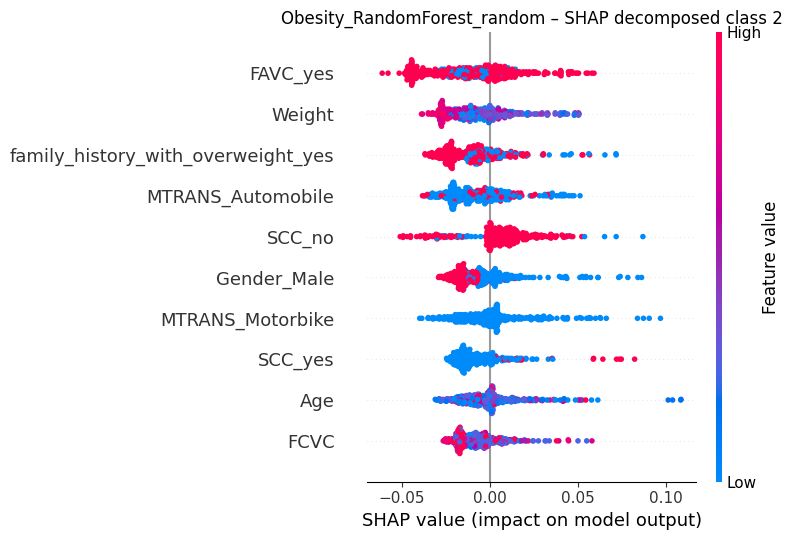 Obesity_RandomForest_random – SHAP decomposed class 2
High
FAVC_yes
Weight
family_history_with_overweight_yes
MTRANS_Automobile
SCC_no
Gender_Male
MTRANS_Motorbike
SCC_yes
Age
FCVC
Feature value
Low
−0.05 0.00 0.05 0.10
SHAP value (impact on model output)